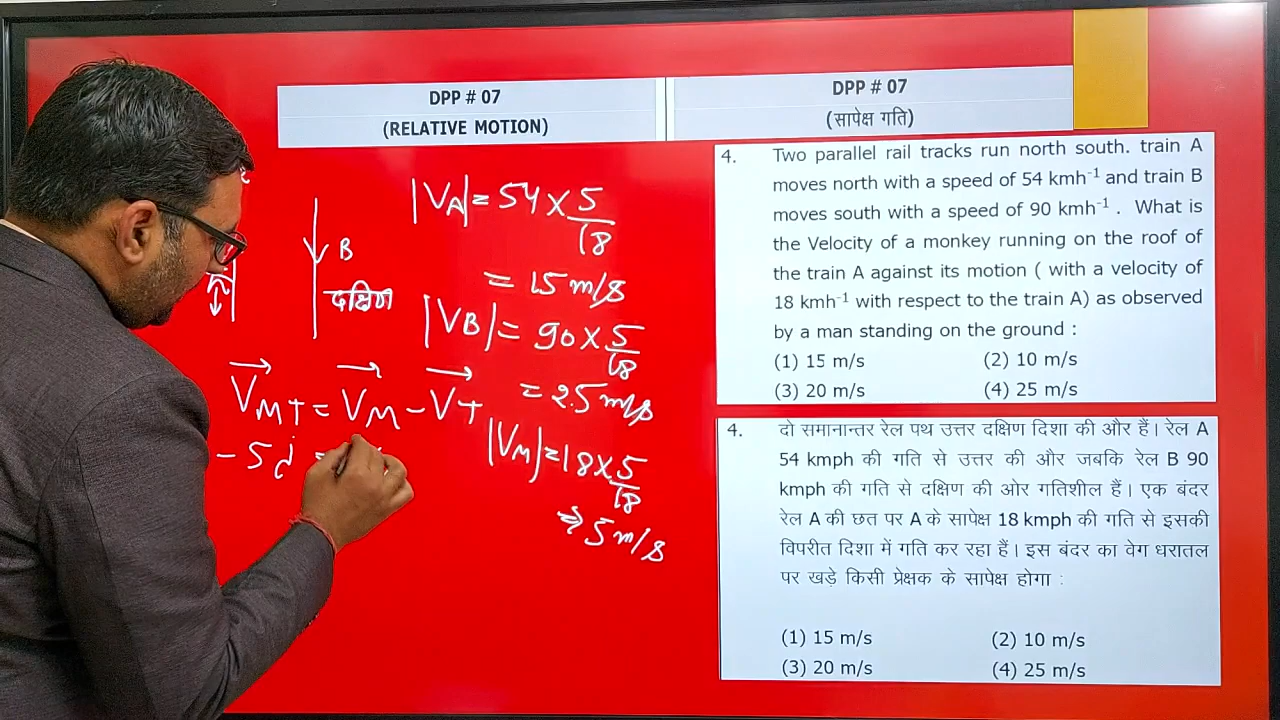 DPP # 07
(RELATIVE MOTION)
DPP # 07
(सापेक्ष गति)
4. Two parallel rail tracks run north south. train A
moves north with a speed of 54 kmh⁻¹ and train B
moves south with a speed of 90 kmh⁻¹ . What is
the Velocity of a monkey running on the roof of
the train A against its motion ( with a velocity of
18 kmh⁻¹ with respect to the train A) as observed
by a man standing on the ground :
(1) 15 m/s (2) 10 m/s
(3) 20 m/s (4) 25 m/s
4. दो समानान्तर रेल पथ उत्तर दक्षिण दिशा की और हैं। रेल A
54 kmph की गति से उत्तर की ओर जबकि रेल B 90
kmph की गति से दक्षिण की ओर गतिशील हैं। एक बंदर
रेल A की छत पर A के सापेक्ष 18 kmph की गति से इसकी
विपरीत दिशा में गति कर रहा हैं। इस बंदर का वेग धरातल
पर खड़े किसी प्रेक्षक के सापेक्ष होगा :
(1) 15 m/s (2) 10 m/s
(3) 20 m/s (4) 25 m/s
|VA| = 54 × 5/18
= 15 m/s
B
दक्षिण
|VB| = 90 × 5/18
= 25 m/s
VMT = VM - VT
|VM| = 18 × 5/18
⇒ 5 m/s
- 5j =